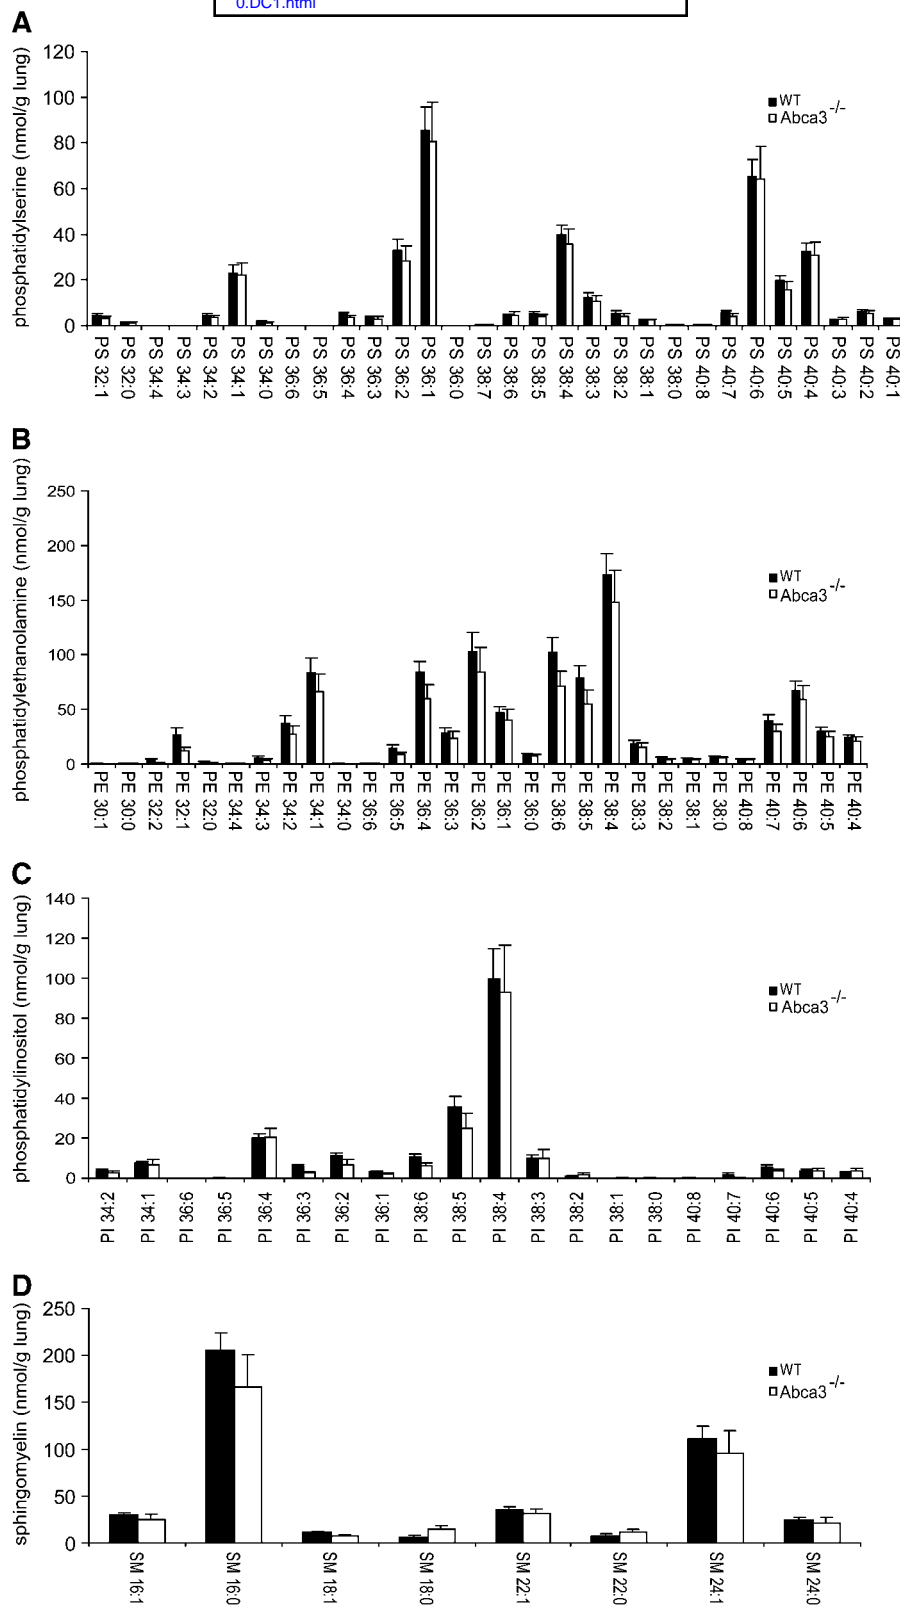 0.DC1.html
A
phosphatidylserine (nmol/g lung)
120
100
80
60
40
20
0
WT
Abca3 -/-
PS 32:1
PS 32:0
PS 34:4
PS 34:3
PS 34:2
PS 34:1
PS 34:0
PS 36:6
PS 36:5
PS 36:4
PS 36:3
PS 36:2
PS 36:1
PS 36:0
PS 38:7
PS 38:6
PS 38:5
PS 38:4
PS 38:3
PS 38:2
PS 38:1
PS 38:0
PS 40:8
PS 40:7
PS 40:6
PS 40:5
PS 40:4
PS 40:3
PS 40:2
PS 40:1
B
phosphatidylethanolamine (nmol/g lung)
250
200
150
100
50
0
WT
Abca3 -/-
PE 30:1
PE 30:0
PE 32:2
PE 32:1
PE 32:0
PE 34:4
PE 34:3
PE 34:2
PE 34:1
PE 34:0
PE 36:6
PE 36:5
PE 36:4
PE 36:3
PE 36:2
PE 36:1
PE 36:0
PE 38:6
PE 38:5
PE 38:4
PE 38:3
PE 38:2
PE 38:1
PE 38:0
PE 40:8
PE 40:7
PE 40:6
PE 40:5
PE 40:4
C
phosphatidylinositol (nmol/g lung)
140
120
100
80
60
40
20
0
WT
Abca3 -/-
PI 34:2
PI 34:1
PI 36:6
PI 36:5
PI 36:4
PI 36:3
PI 36:2
PI 36:1
PI 38:6
PI 38:5
PI 38:4
PI 38:3
PI 38:2
PI 38:1
PI 38:0
PI 40:8
PI 40:7
PI 40:6
PI 40:5
PI 40:4
D
sphingomyelin (nmol/g lung)
250
200
150
100
50
0
WT
Abca3 -/-
SM 16:1
SM 16:0
SM 18:1
SM 18:0
SM 22:1
SM 22:0
SM 24:1
SM 24:0